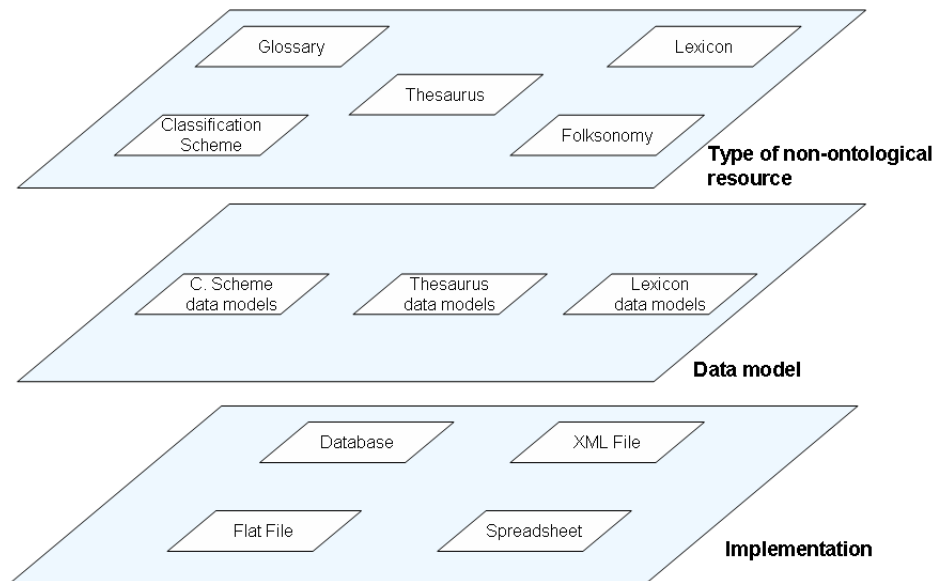 Glossary
Lexicon
Thesaurus
Classification
Scheme
Folksonomy
Type of non-ontological
resource
C. Scheme
data models
Thesaurus
data models
Lexicon
data models
Data model
Database
XML File
Flat File
Spreadsheet
Implementation